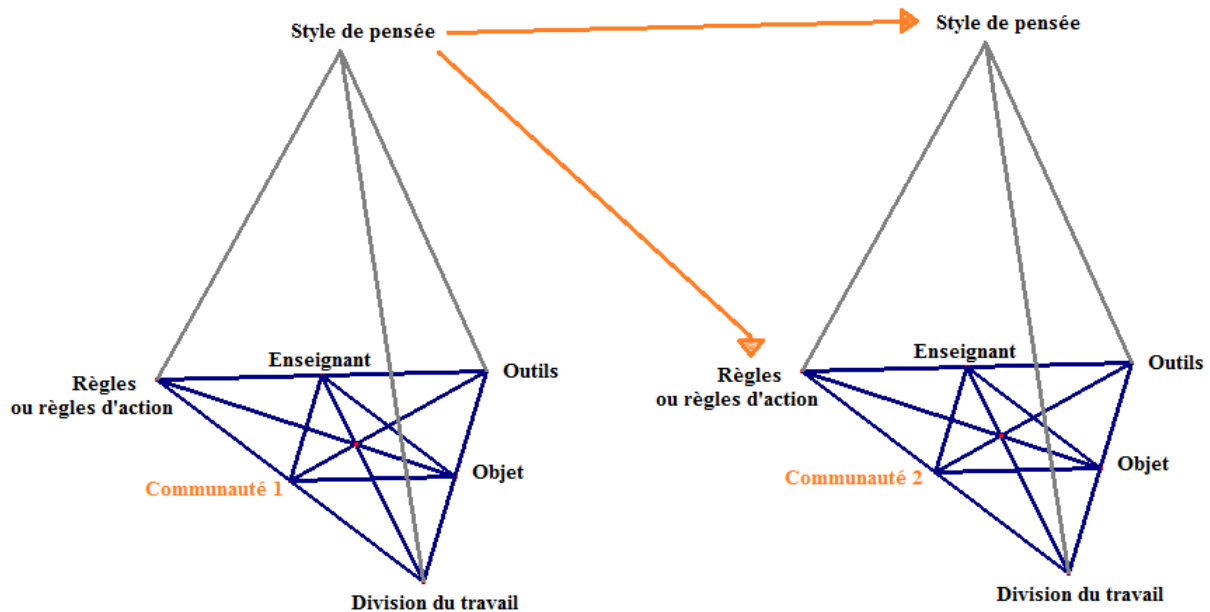 Style de pensée
Style de pensée
Enseignant
Outils
Règles
ou règles d'action
Objet
Communauté 1
Division du travail
Enseignant
Outils
Règles
ou règles d'action
Objet
Communauté 2
Division du travail